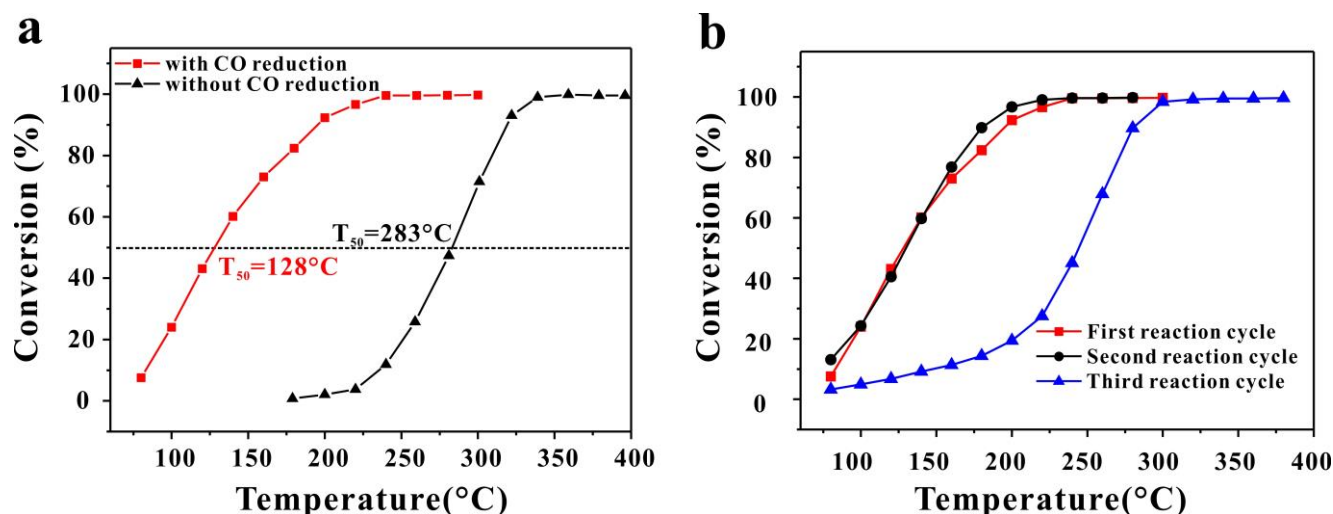 a
with CO reduction
without CO reduction
100
80
60
40
20
0
T₅₀=283°C
T₅₀=128°C
100 150 200 250 300 350 400
Conversion (%)
Temperature(°C)
b
100
80
60
40
20
0
First reaction cycle
Second reaction cycle
Third reaction cycle
100 150 200 250 300 350 400
Conversion (%)
Temperature(°C)